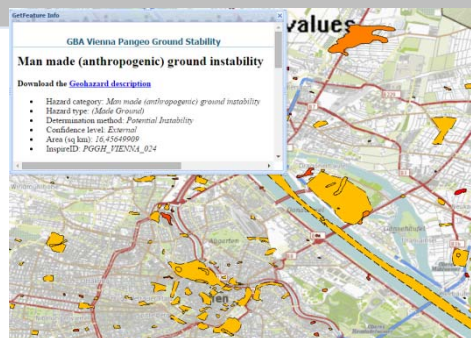 GetFeature Info
values
GBA Vienna Pangeo Ground Stability
Man made (anthropogenic) ground instability
Download the Geohazard description
Hazard category: Man made (anthropogenic) ground instability
Hazard type: (Made Ground)
Determination method: Potential Instability
Confidence level: External
Area (sq km): 16,45649909
InspireID: PGGH_VIENNA_024